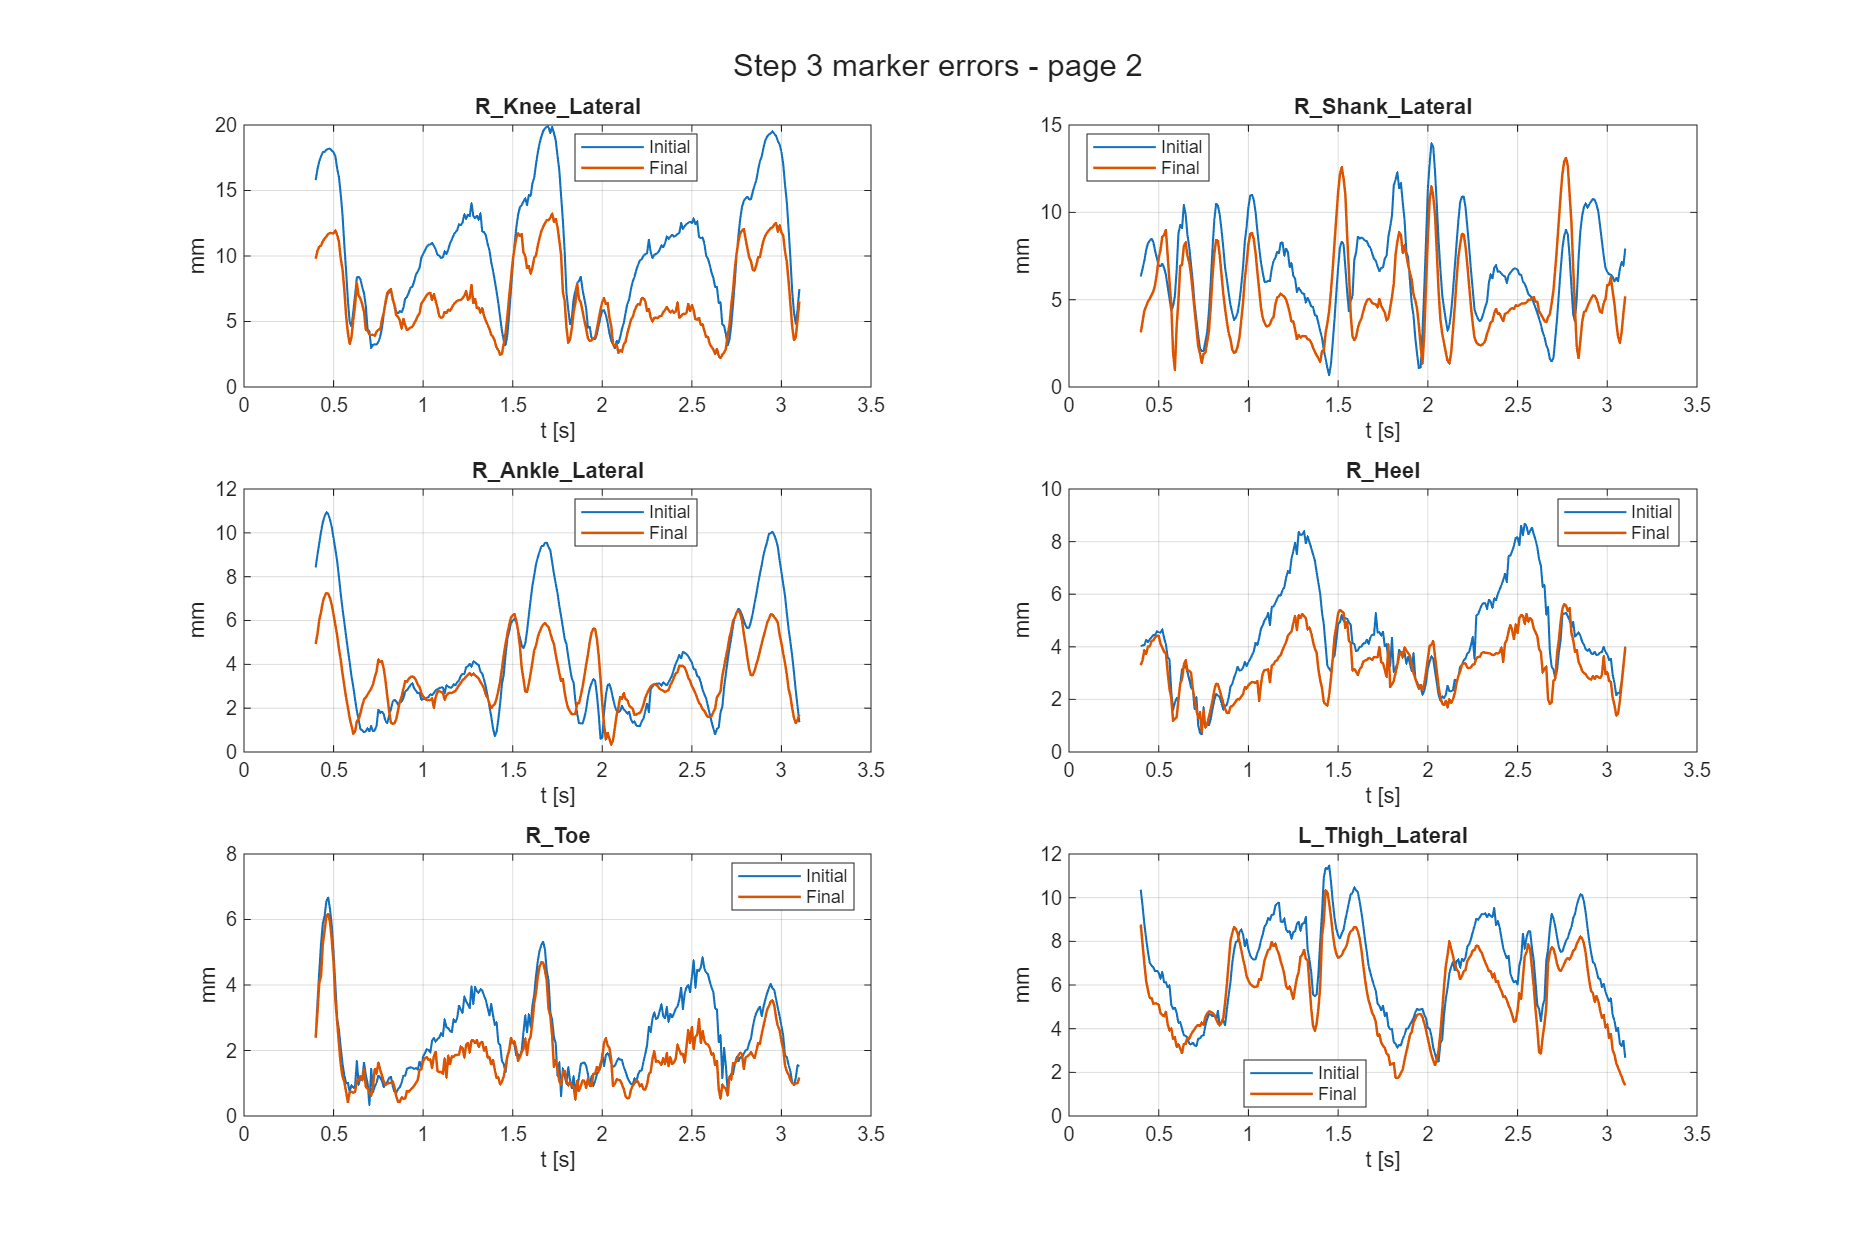 Step 3 marker errors - page 2
R_Knee_Lateral
20
15
10
5
0
mm
0 0.5 1 1.5 2 2.5 3 3.5
t [s]
Initial
Final
R_Shank_Lateral
15
10
5
0
mm
0 0.5 1 1.5 2 2.5 3 3.5
t [s]
Initial
Final
R_Ankle_Lateral
12
10
8
6
4
2
0
mm
0 0.5 1 1.5 2 2.5 3 3.5
t [s]
Initial
Final
R_Heel
10
8
6
4
2
0
mm
0 0.5 1 1.5 2 2.5 3 3.5
t [s]
Initial
Final
R_Toe
8
6
4
2
0
mm
0 0.5 1 1.5 2 2.5 3 3.5
t [s]
Initial
Final
L_Thigh_Lateral
12
10
8
6
4
2
0
mm
0 0.5 1 1.5 2 2.5 3 3.5
t [s]
Initial
Final